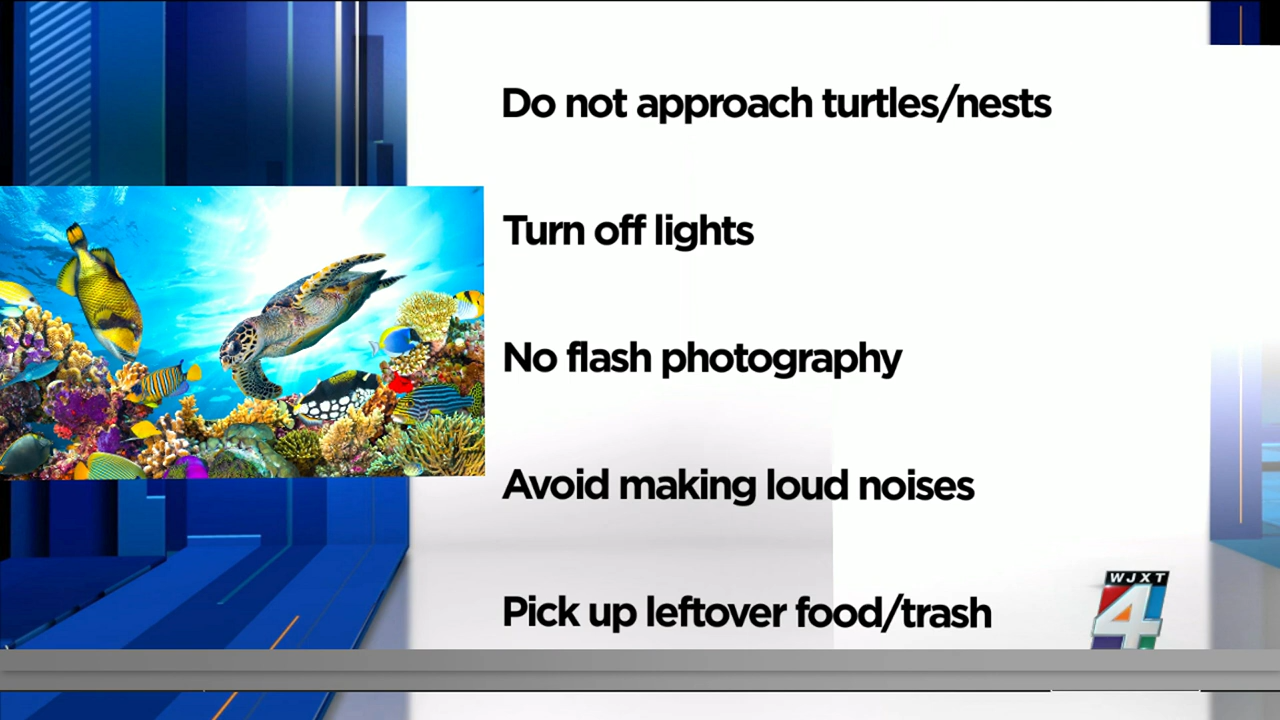 Do not approach turtles/nests
Turn off lights
No flash photography
Avoid making loud noises
Pick up leftover food/trash
WJXT
4